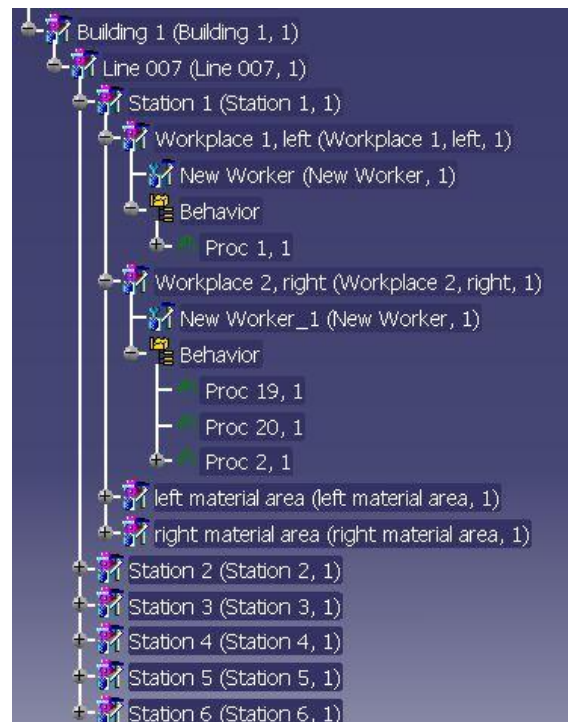 Building 1 (Building 1, 1)
Line 007 (Line 007, 1)
Station 1 (Station 1, 1)
Workplace 1, left (Workplace 1, left, 1)
New Worker (New Worker, 1)
Behavior
Proc 1, 1
Workplace 2, right (Workplace 2, right, 1)
New Worker_1 (New Worker, 1)
Behavior
Proc 19, 1
Proc 20, 1
Proc 2, 1
left material area (left material area, 1)
right material area (right material area, 1)
Station 2 (Station 2, 1)
Station 3 (Station 3, 1)
Station 4 (Station 4, 1)
Station 5 (Station 5, 1)
Station 6 (Station 6, 1)